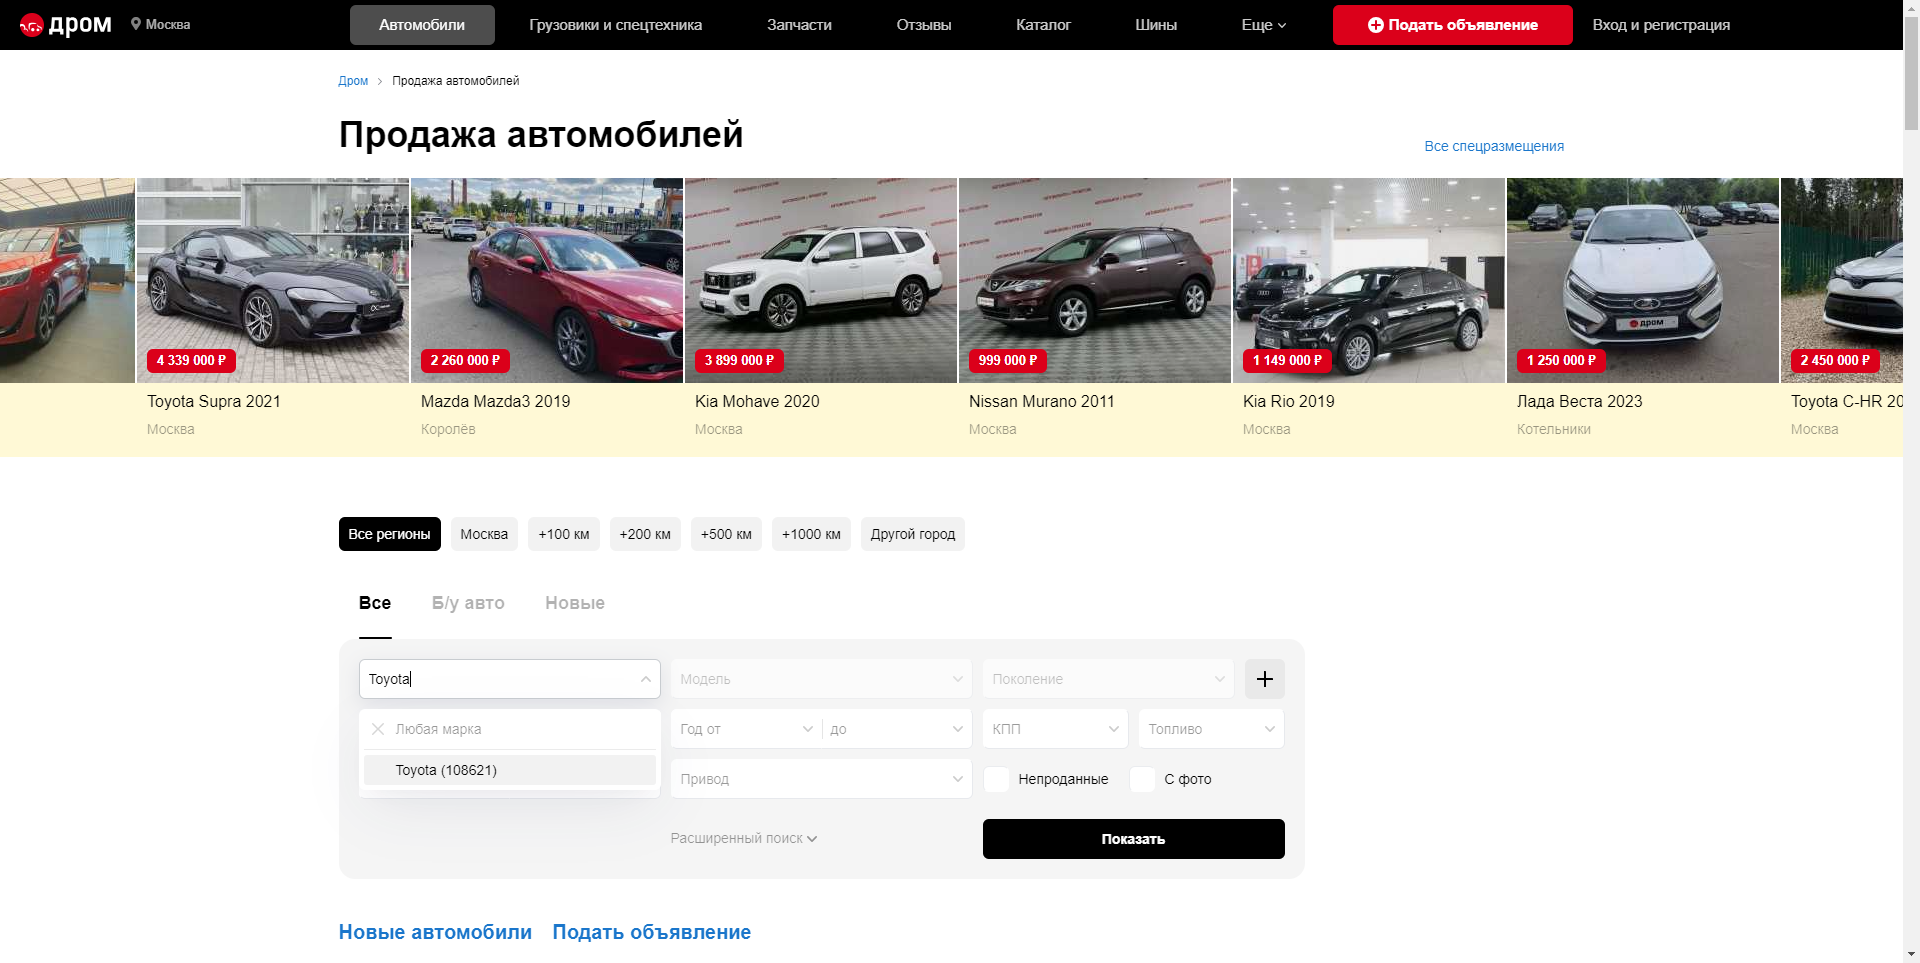 дром
Москва
Автомобили
Грузовики и спецтехника
Запчасти
Отзывы
Каталог
Шины
Еще
Подать объявление
Вход и регистрация
Дром
Продажа автомобилей
Продажа автомобилей
Все спецразмещения
4 339 000 ₽
2 260 000 ₽
3 899 000 ₽
999 000 ₽
1 149 000 ₽
1 250 000 ₽
2 450 000 ₽
дром
Toyota Supra 2021
Москва
Mazda Mazda3 2019
Королёв
Kia Mohave 2020
Москва
Nissan Murano 2011
Москва
Kia Rio 2019
Москва
Лада Веста 2023
Котельники
Toyota C-HR 20
Москва
Все регионы
Москва
+100 км
+200 км
+500 км
+1000 км
Другой город
Все
Б/у авто
Новые
Toyota
Модель
Поколение
Любая марка
Год от
до
КПП
Топливо
Toyota (108621)
Привод
Непроданные
С фото
Расширенный поиск
Показать
Новые автомобили
Подать объявление